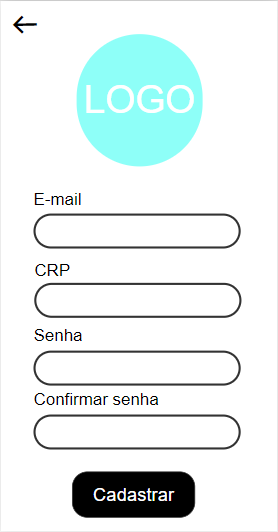 LOGO
E-mail
CRP
Senha
Confirmar senha
Cadastrar